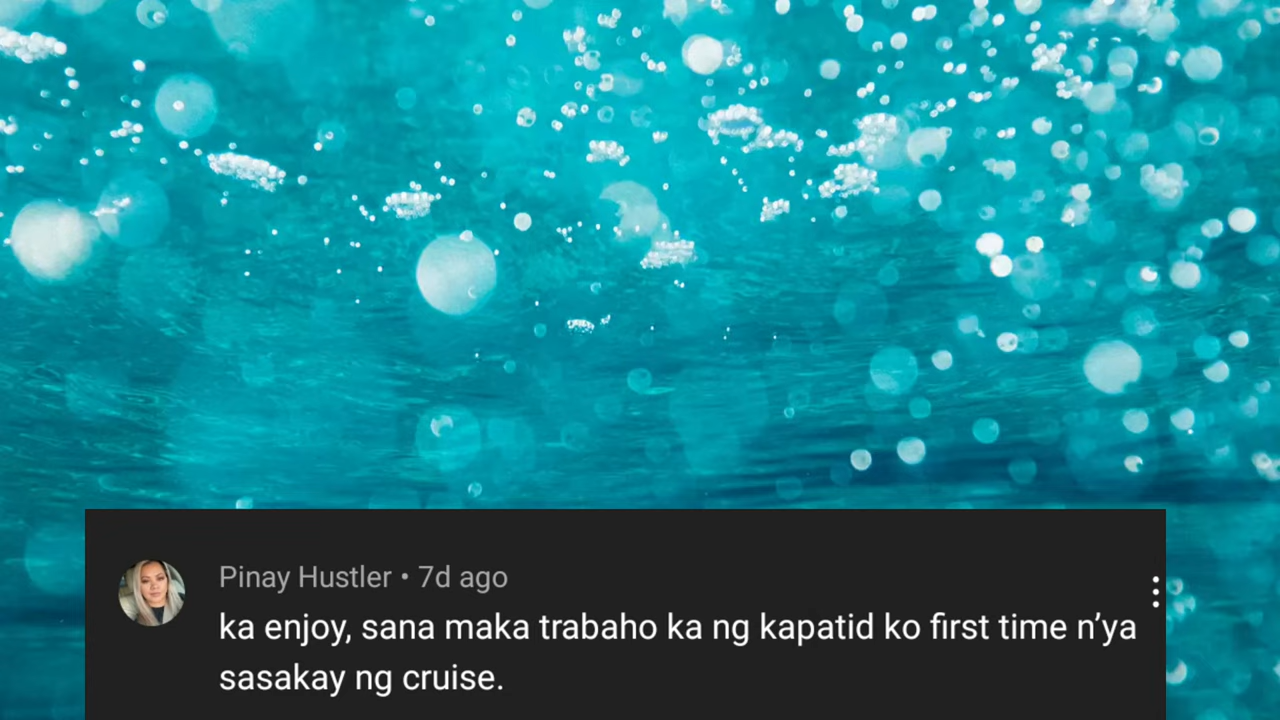 Pinay Hustler • 7d ago
ka enjoy, sana maka trabaho ka ng kapatid ko first time n’ya
sasakay ng cruise.